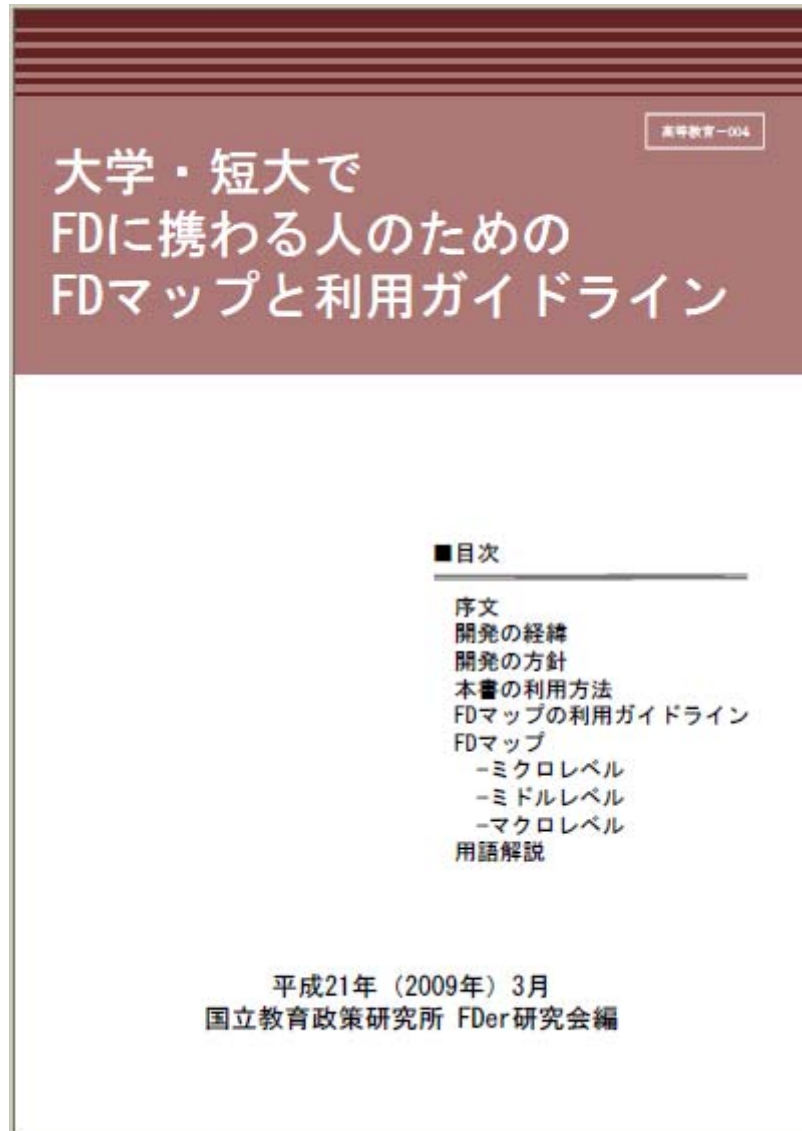 高等教育－004
大学・短大で
FDに携わる人のための
FDマップと利用ガイドライン
■目次
序文
開発の経緯
開発の方針
本書の利用方法
FDマップの利用ガイドライン
FDマップ
－ミクロレベル
－ミドルレベル
－マクロレベル
用語解説
平成21年（2009年）3月
国立教育政策研究所 FDer研究会編